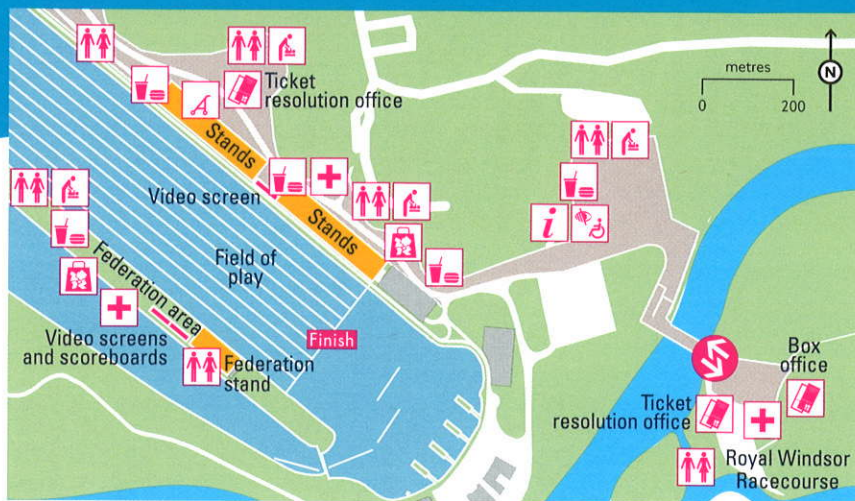 metres
0 200
N
Ticket
resolution office
Stands
Video screen
Stands
i
Field of
play
Federation area
Video screens
and scoreboards
Finish
Federation
stand
Box
office
Ticket
resolution office
Royal Windsor
Racecourse